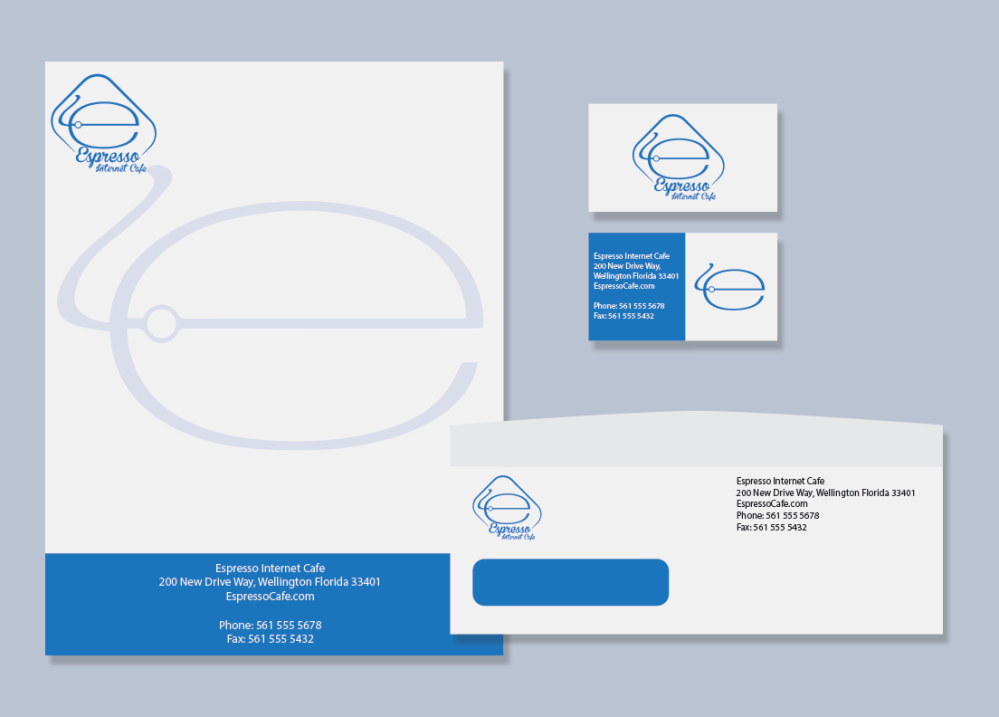 Espresso
Internet Cafe
Espresso Internet Cafe
200 New Drive Way, Wellington Florida 33401
EspressoCafe.com
Phone: 561 555 5678
Fax: 561 555 5432
Espresso
Internet Cafe
Espresso Internet Cafe
200 New Drive Way,
Wellington Florida 33401
EspressoCafe.com
Phone: 561 555 5678
Fax: 561 555 5432
Espresso
Internet Cafe
Espresso Internet Cafe
200 New Drive Way, Wellington Florida 33401
EspressoCafe.com
Phone: 561 555 5678
Fax: 561 555 5432